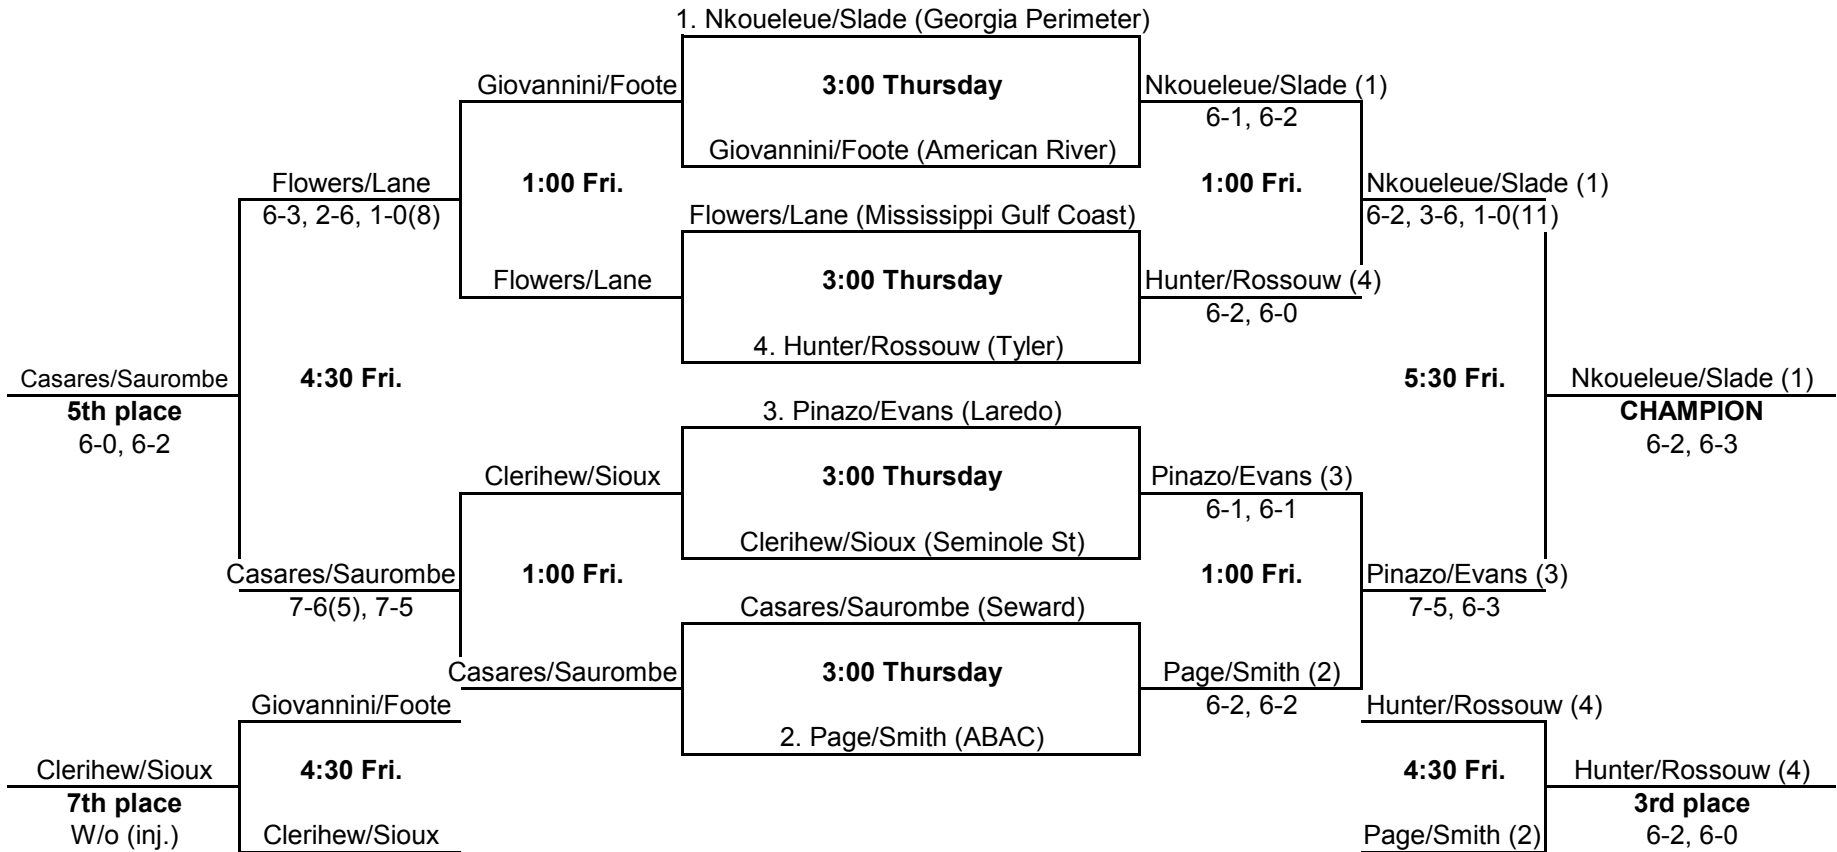 1. Nkoueleue/Slade (Georgia Perimeter)
Giovannini/Foote 3:00 Thursday Nkoueleue/Slade (1)
6-1, 6-2
Giovannini/Foote (American River)
Flowers/Lane 1:00 Fri. 1:00 Fri. Nkoueleue/Slade (1)
6-3, 2-6, 1-0(8) Flowers/Lane (Mississippi Gulf Coast) 6-2, 3-6, 1-0(11)
Flowers/Lane 3:00 Thursday Hunter/Rossouw (4)
6-2, 6-0
4. Hunter/Rossouw (Tyler)
Casares/Saurombe 4:30 Fri. 5:30 Fri. Nkoueleue/Slade (1)
5th place 3. Pinazo/Evans (Laredo) CHAMPION
6-0, 6-2 6-2, 6-3
Clerihew/Sioux 3:00 Thursday Pinazo/Evans (3)
6-1, 6-1
Clerihew/Sioux (Seminole St)
Casares/Saurombe 1:00 Fri. 1:00 Fri. Pinazo/Evans (3)
7-6(5), 7-5 Casares/Saurombe (Seward) 7-5, 6-3
Casares/Saurombe 3:00 Thursday Page/Smith (2)
Giovannini/Foote 6-2, 6-2 Hunter/Rossouw (4)
2. Page/Smith (ABAC)
Clerihew/Sioux 4:30 Fri. 4:30 Fri. Hunter/Rossouw (4)
7th place 3rd place
W/o (inj.) Clerihew/Sioux Page/Smith (2) 6-2, 6-0